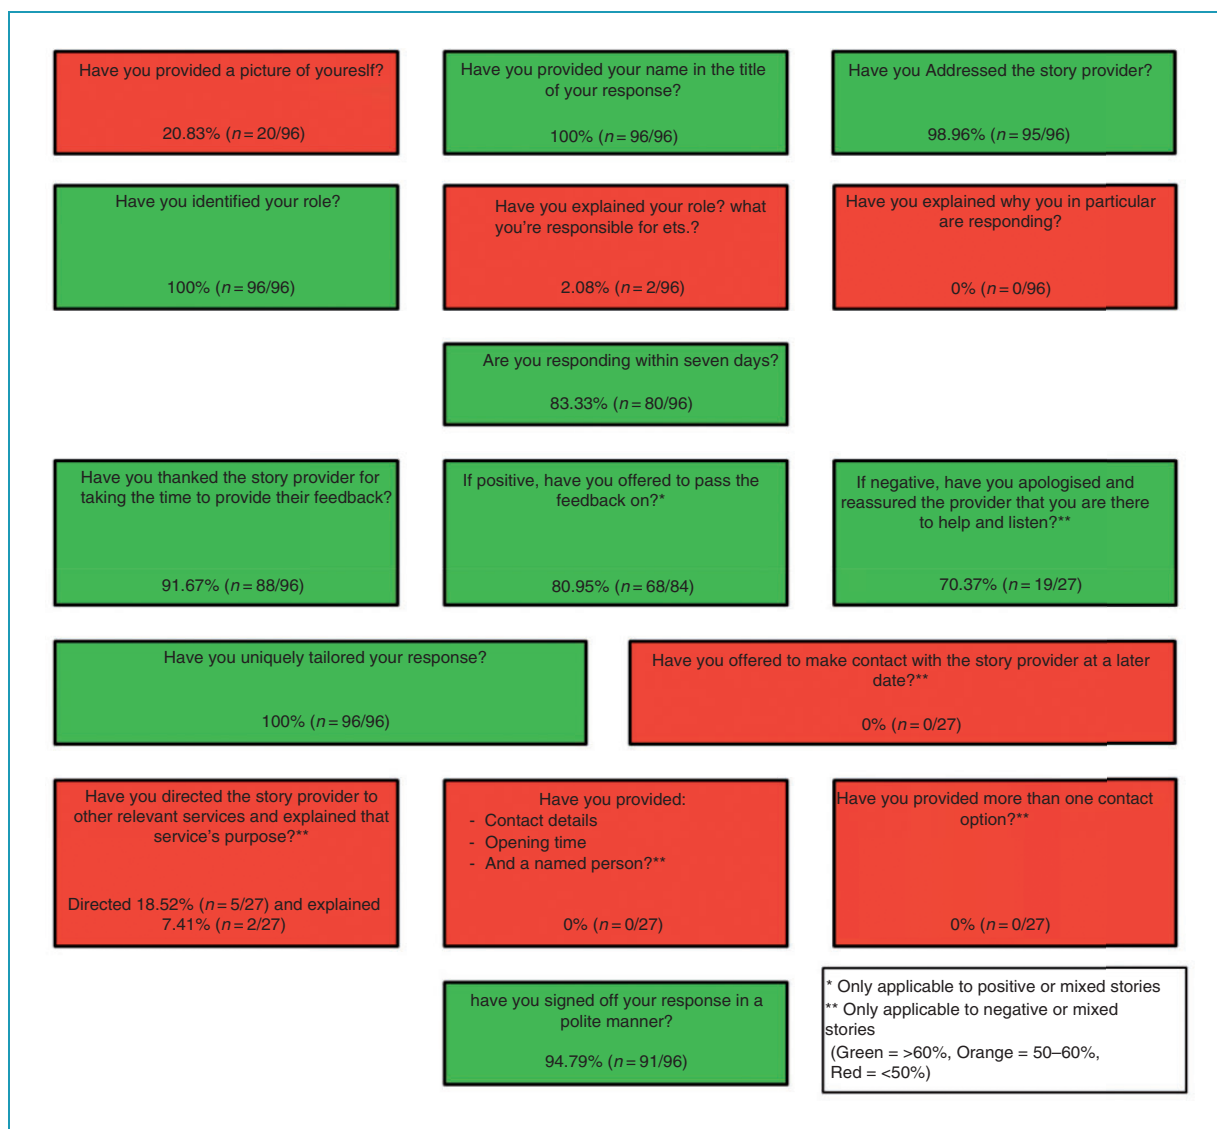 Have you provided a picture of youreslf?
20.83% (n = 20/96)
Have you provided your name in the title
of your response?
100% (n = 96/96)
Have you Addressed the story provider?
98.96% (n = 95/96)
Have you identified your role?
100% (n = 96/96)
Have you explained your role? what
you're responsible for ets.?
2.08% (n = 2/96)
Have you explained why you in particular
are responding?
0% (n = 0/96)
Are you responding within seven days?
83.33% (n = 80/96)
Have you thanked the story provider for
taking the time to provide their feedback?
91.67% (n = 88/96)
If positive, have you offered to pass the
feedback on?*
80.95% (n = 68/84)
If negative, have you apologised and
reassured the provider that you are there
to help and listen?**
70.37% (n = 19/27)
Have you uniquely tailored your response?
100% (n = 96/96)
Have you offered to make contact with the story provider at a later
date?**
0% (n = 0/27)
Have you directed the story provider to
other relevant services and explained that
service's purpose?**
Directed 18.52% (n = 5/27) and explained
7.41% (n = 2/27)
Have you provided:
- Contact details
- Opening time
- And a named person?**
0% (n = 0/27)
Have you provided more than one contact
option?**
0% (n = 0/27)
have you signed off your response in a
polite manner?
94.79% (n = 91/96)
* Only applicable to positive or mixed stories
** Only applicable to negative or mixed
stories
(Green = >60%, Orange = 50–60%,
Red = <50%)